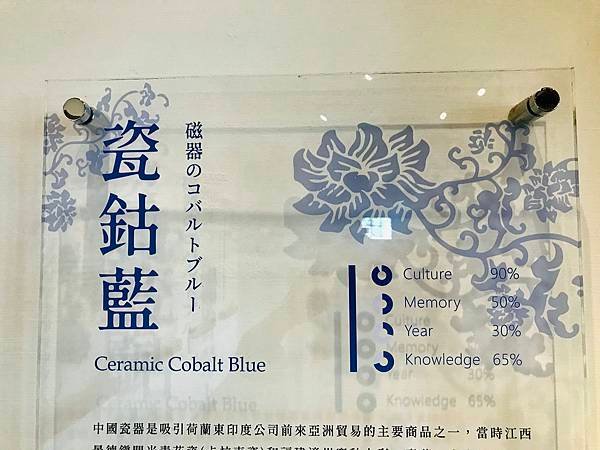 瓷鈷藍
磁器のコバルトブルー
Ceramic Cobalt Blue
Culture 90%
Memory 50%
Year 30%
Knowledge 65%
中國瓷器是吸引荷蘭東印度公司前來亞洲貿易的主要商品之一，當時江西